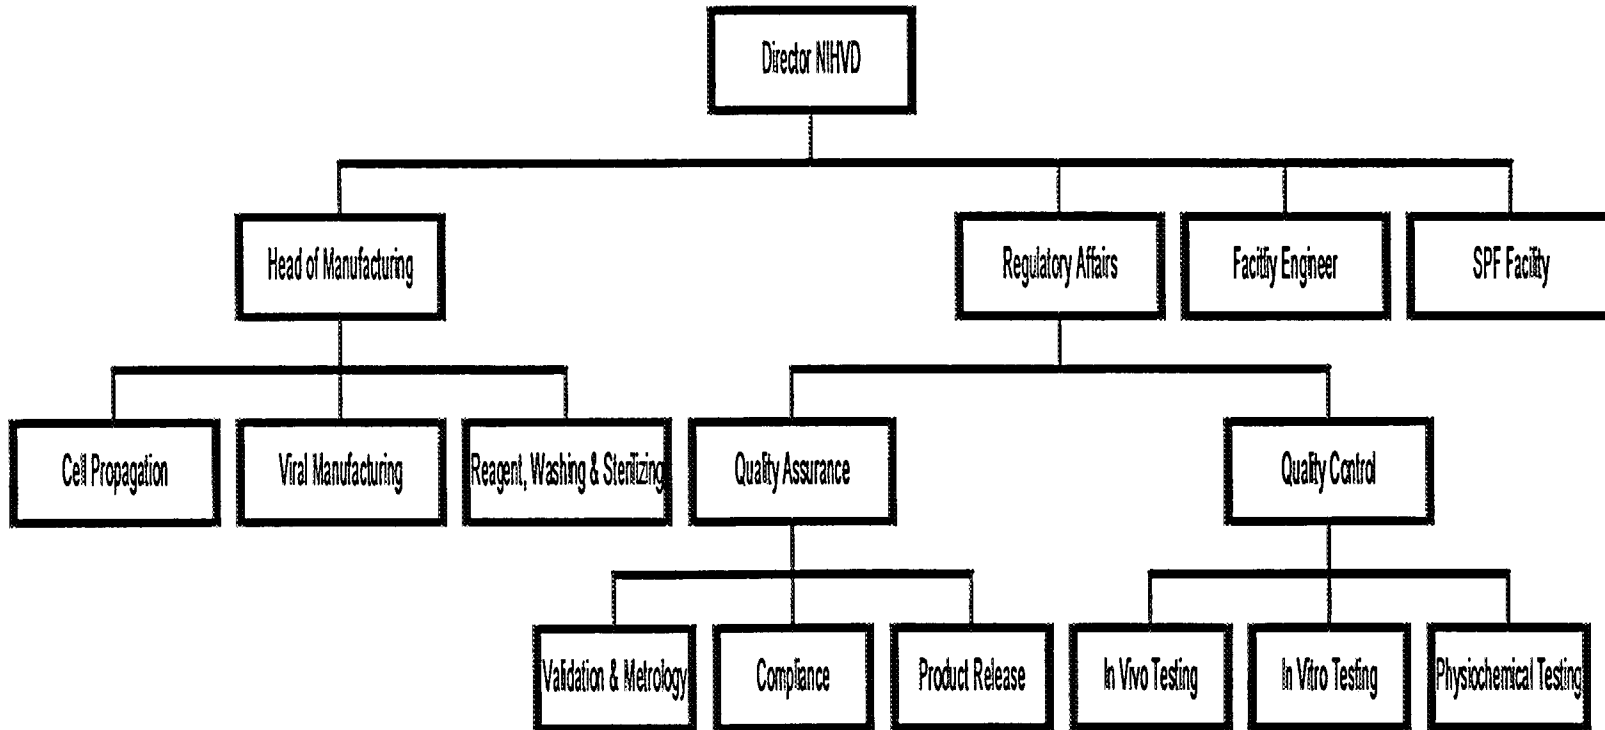 Director NIHVD
Head of Manufacturing
Regulatory Affairs
Facitliy Engineer
SPF Facility
Cell Propagation
Viral Manufacturing
Reagent, Washing & Sterilizing
Quality Assurance
Quality Control
Validation & Metrology
Compliance
Product Release
In Vivo Testing
In Vitro Testing
Physiochemical Testing